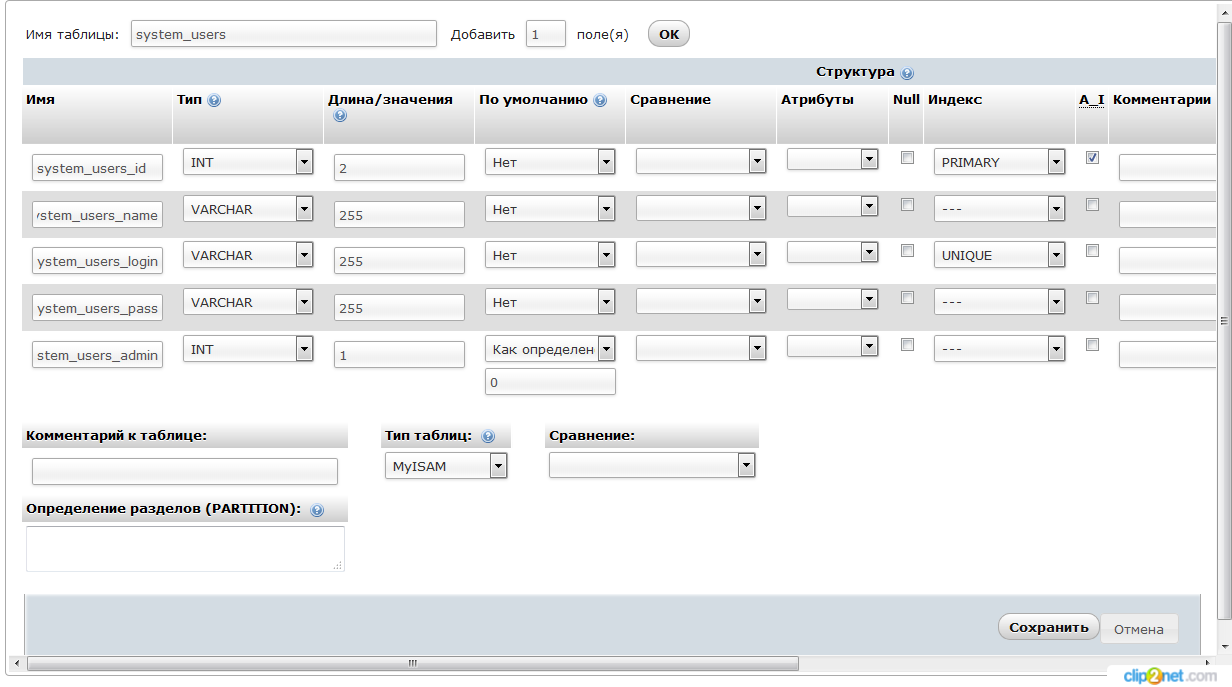 Имя таблицы: system_users Добавить 1 поле(я) OK
Структура
Имя Тип Длина/значения По умолчанию Сравнение Атрибуты Null Индекс A_I Комментарии
system_users_id INT 2 Нет PRIMARY
ystem_users_name VARCHAR 255 Нет ---
ystem_users_login VARCHAR 255 Нет UNIQUE
ystem_users_pass VARCHAR 255 Нет ---
stem_users_admin INT 1 Как определен ---
0
Комментарий к таблице: Тип таблиц: Сравнение:
MyISAM
Определение разделов (PARTITION):
Сохранить Отмена
clip2net.com